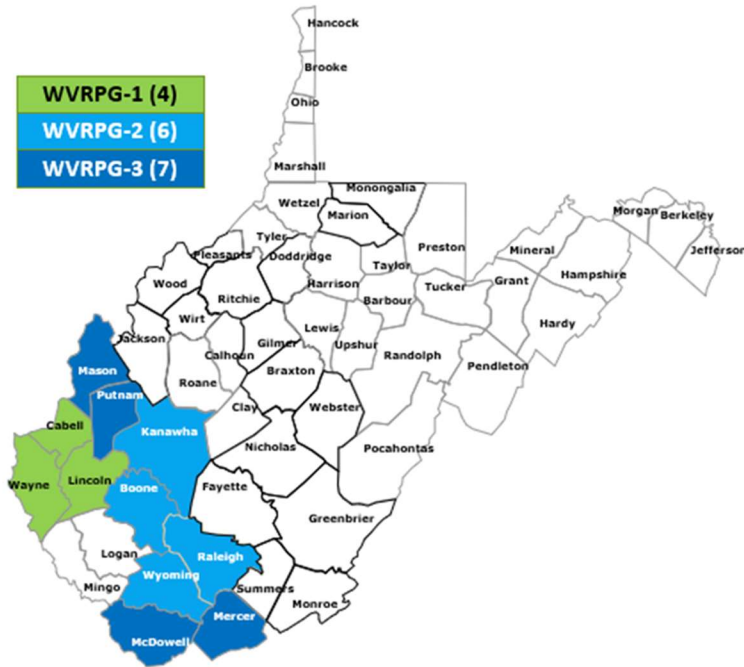 Hancock
Brooke
WVRPG-1 (4)
Ohio
WVRPG-2 (6)
WVRPG-3 (7)
Marshall
Monongalia
Wetzel
Marion
Morgan
Berkeley
Tyler
Preston
Mineral
Jefferson
Pleasants
Doddridge
Taylor
Hampshire
Wood
Harrison
Grant
Tucker
Ritchie
Barbour
Wirt
Lewis
Hardy
Jackson
Gilmer
Upshur
Calhoun
Randolph
Mason
Braxton
Pendleton
Roane
Putnam
Clay
Webster
Cabell
Kanawha
Nicholas
Pocahontas
Lincoln
Wayne
Boone
Fayette
Greenbrier
Logan
Raleigh
Wyoming
Mingo
Summers
Monroe
Mercer
McDowell